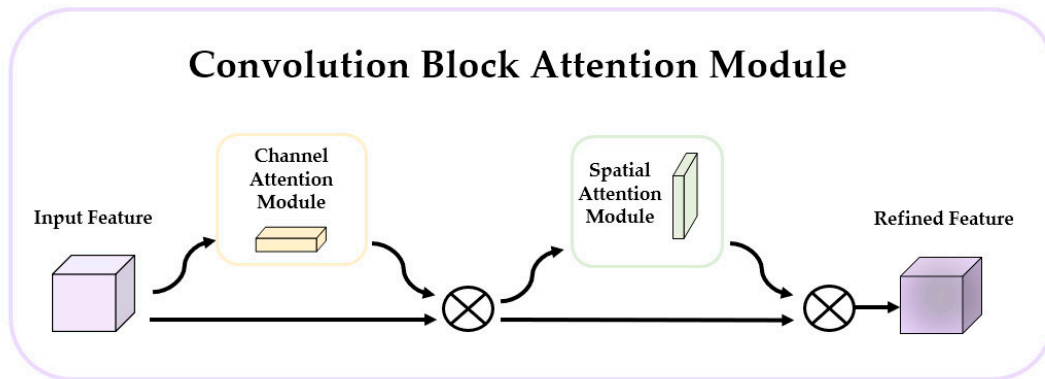 Convolution Block Attention Module
Channel
Attention
Module
Spatial
Attention
Module
Input Feature
Refined Feature